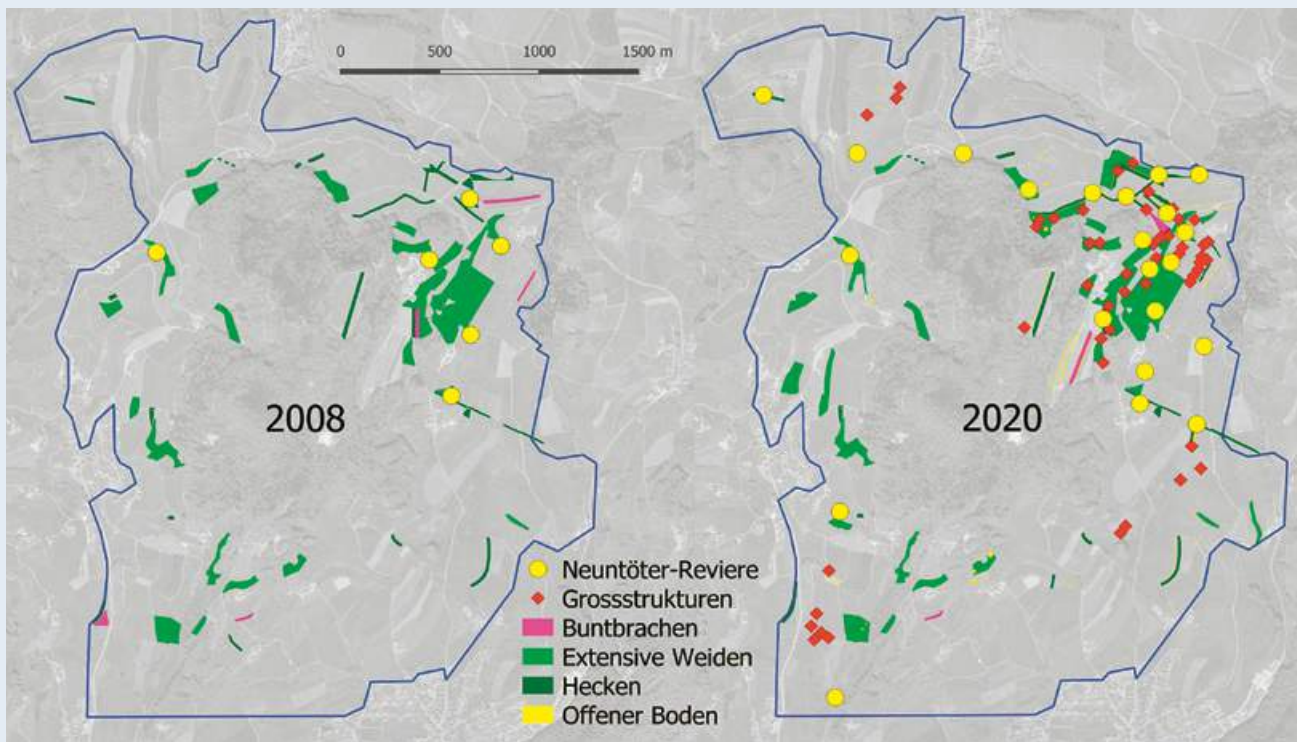 0 500 1000 1500 m
2008
2020
Neuntöter-Reviere
Grossstrukturen
Buntbrachen
Extensive Weiden
Hecken
Offener Boden